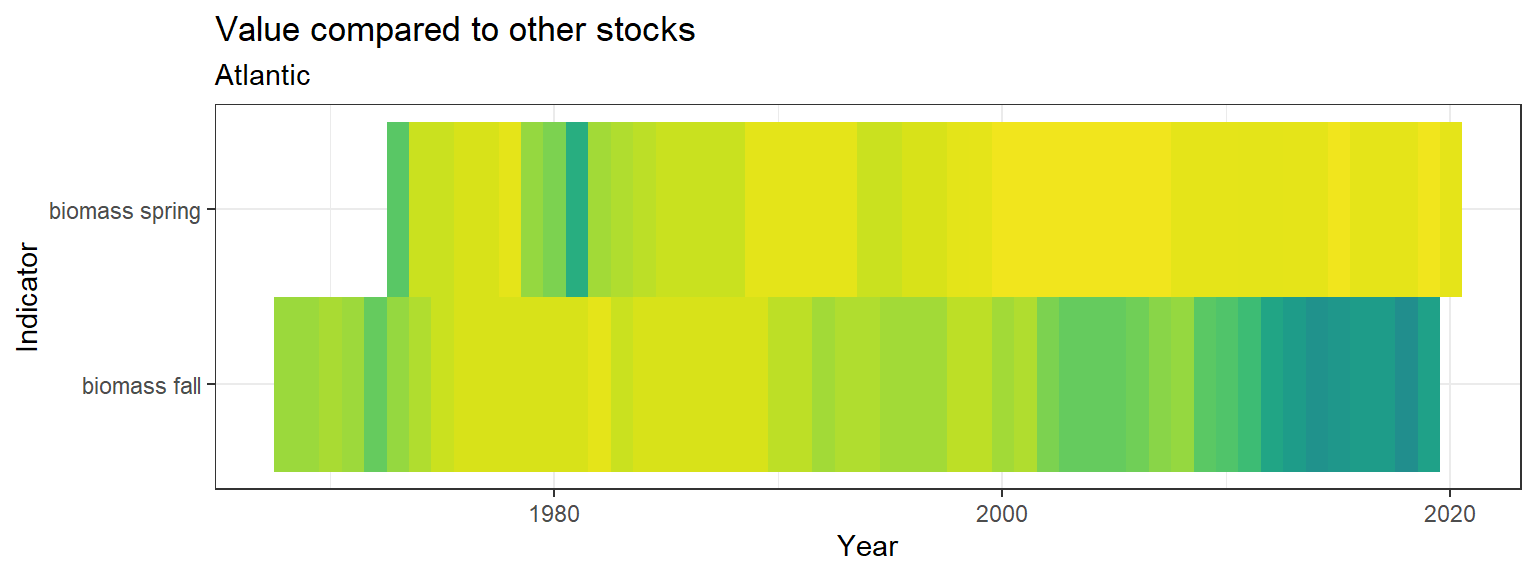 Value compared to other stocks
Atlantic
biomass spring
biomass fall
Indicator
1980
2000
2020
Year